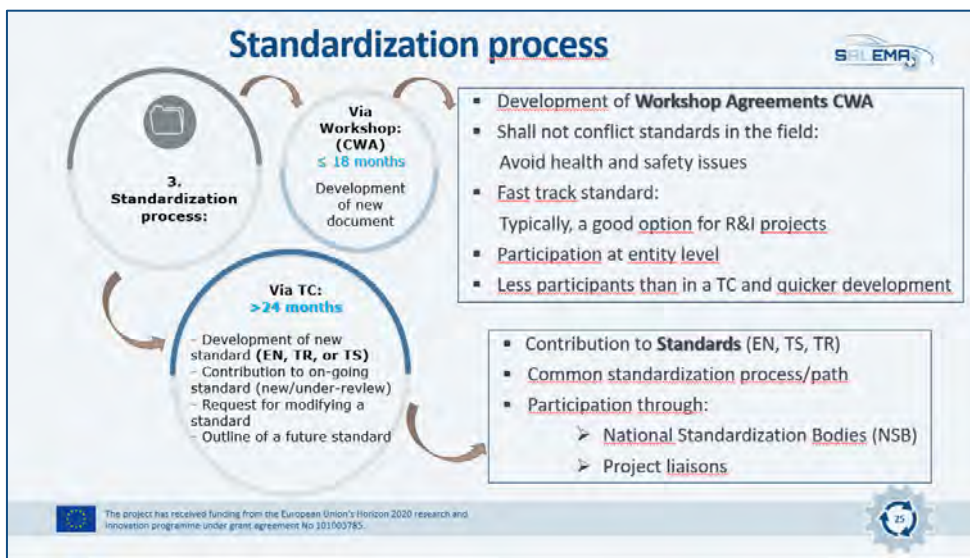 Standardization process
SALEMA
3.
Standardization
process:
Via
Workshop:
(CWA)
≤ 18 months
Development
of new
document
▪ Development of Workshop Agreements CWA
▪ Shall not conflict standards in the field:
Avoid health and safety issues
▪ Fast track standard:
Typically, a good option for R&I projects
▪ Participation at entity level
▪ Less participants than in a TC and quicker development
Via TC:
>24 months
- Development of new
standard (EN, TR, or TS)
- Contribution to on-going
standard (new/under-review)
- Request for modifying a
standard
- Outline of a future standard
▪ Contribution to Standards (EN, TS, TR)
▪ Common standardization process/path
▪ Participation through:
➢ National Standardization Bodies (NSB)
➢ Project liaisons
The project has received funding from the European Union's Horizon 2020 research and
innovation programme under grant agreement No 101003785.
25